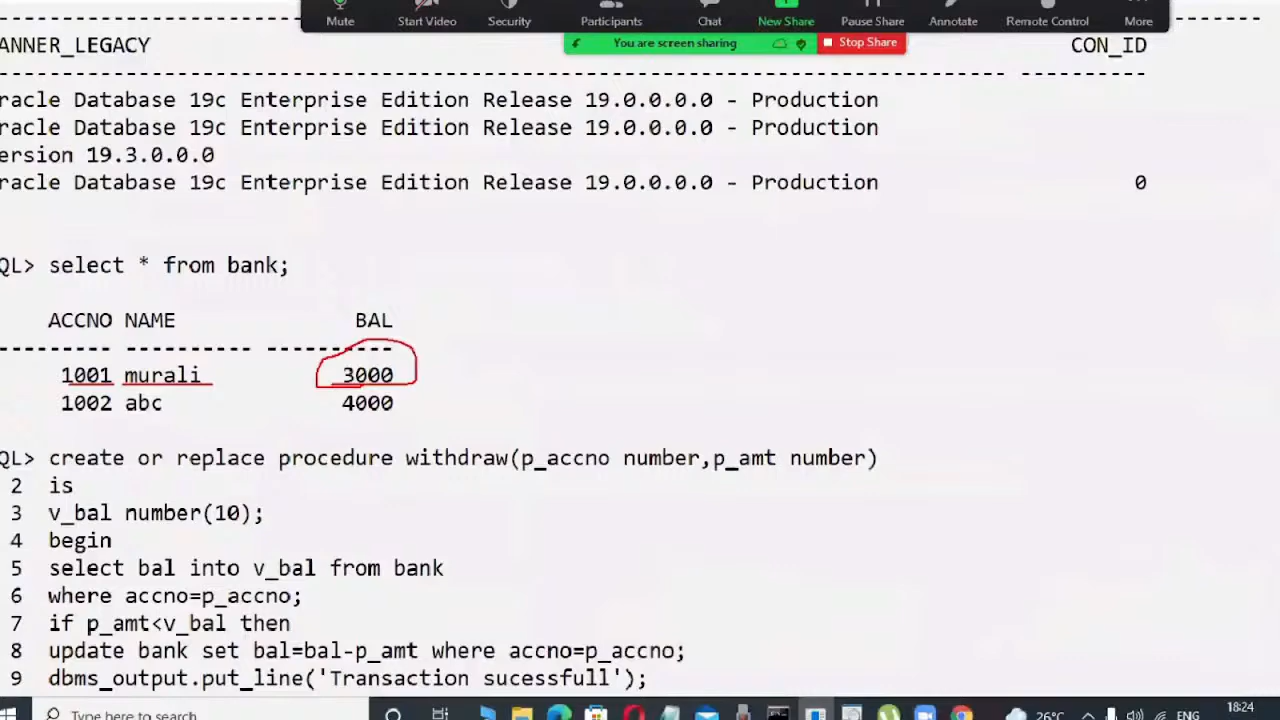 Mute Start Video Security Participants Chat New Share Pause Share Annotate Remote Control More
You are screen sharing Stop Share
ANNER_LEGACY CON_ID
---------------------------------------------------------------------------- ----------
racle Database 19c Enterprise Edition Release 19.0.0.0.0 - Production
racle Database 19c Enterprise Edition Release 19.0.0.0.0 - Production
ersion 19.3.0.0.0
racle Database 19c Enterprise Edition Release 19.0.0.0.0 - Production 0
QL> select * from bank;
ACCNO NAME BAL
--------- ---------- ----------
1001 murali 3000
1002 abc 4000
QL> create or replace procedure withdraw(p_accno number,p_amt number)
2 is
3 v_bal number(10);
4 begin
5 select bal into v_bal from bank
6 where accno=p_accno;
7 if p_amt<v_bal then
8 update bank set bal=bal-p_amt where accno=p_accno;
9 dbms_output.put_line('Transaction sucessfull');
Type here to search 26°C ENG 18:24